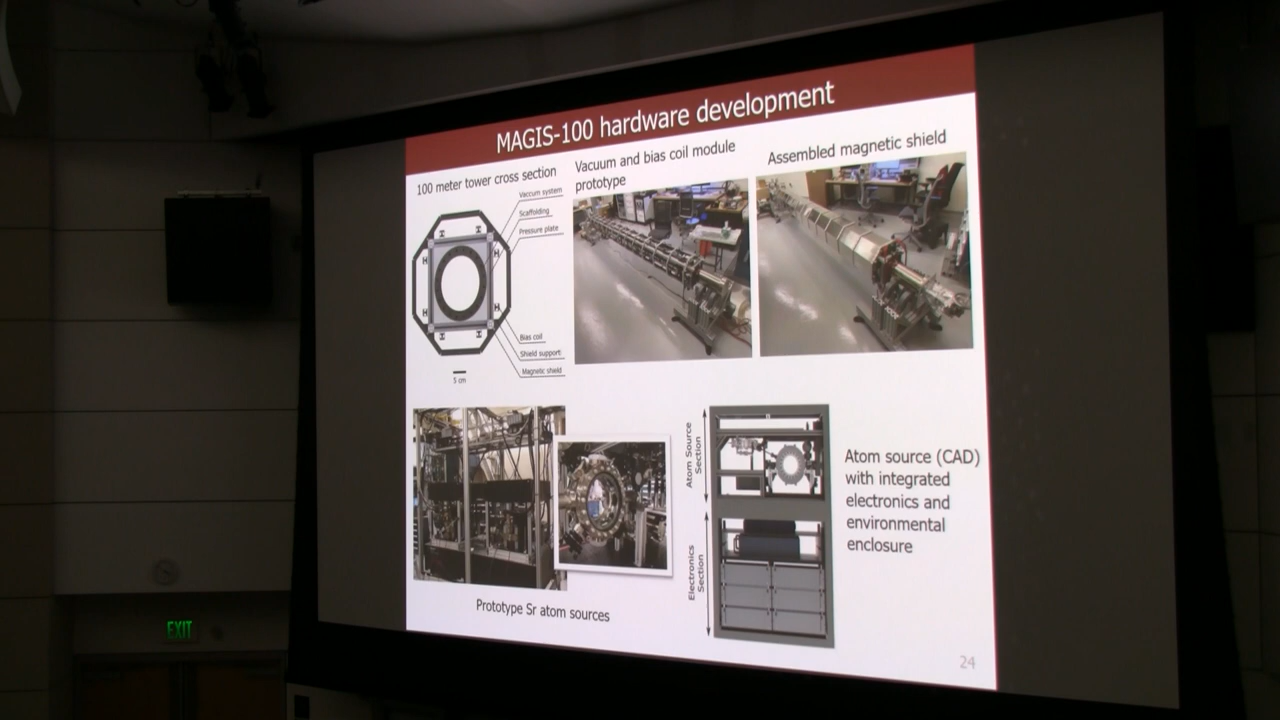 MAGIS-100 hardware development
100 meter tower cross section
Vaccum system
Scaffolding
Pressure plate
Bias coil
Shield support
Magnetic shield
5 cm
Vacuum and bias coil module
prototype
Assembled magnetic shield
Prototype Sr atom sources
Atom Source
Section
Electronics
Section
Atom source (CAD)
with integrated
electronics and
environmental
enclosure
24
EXIT